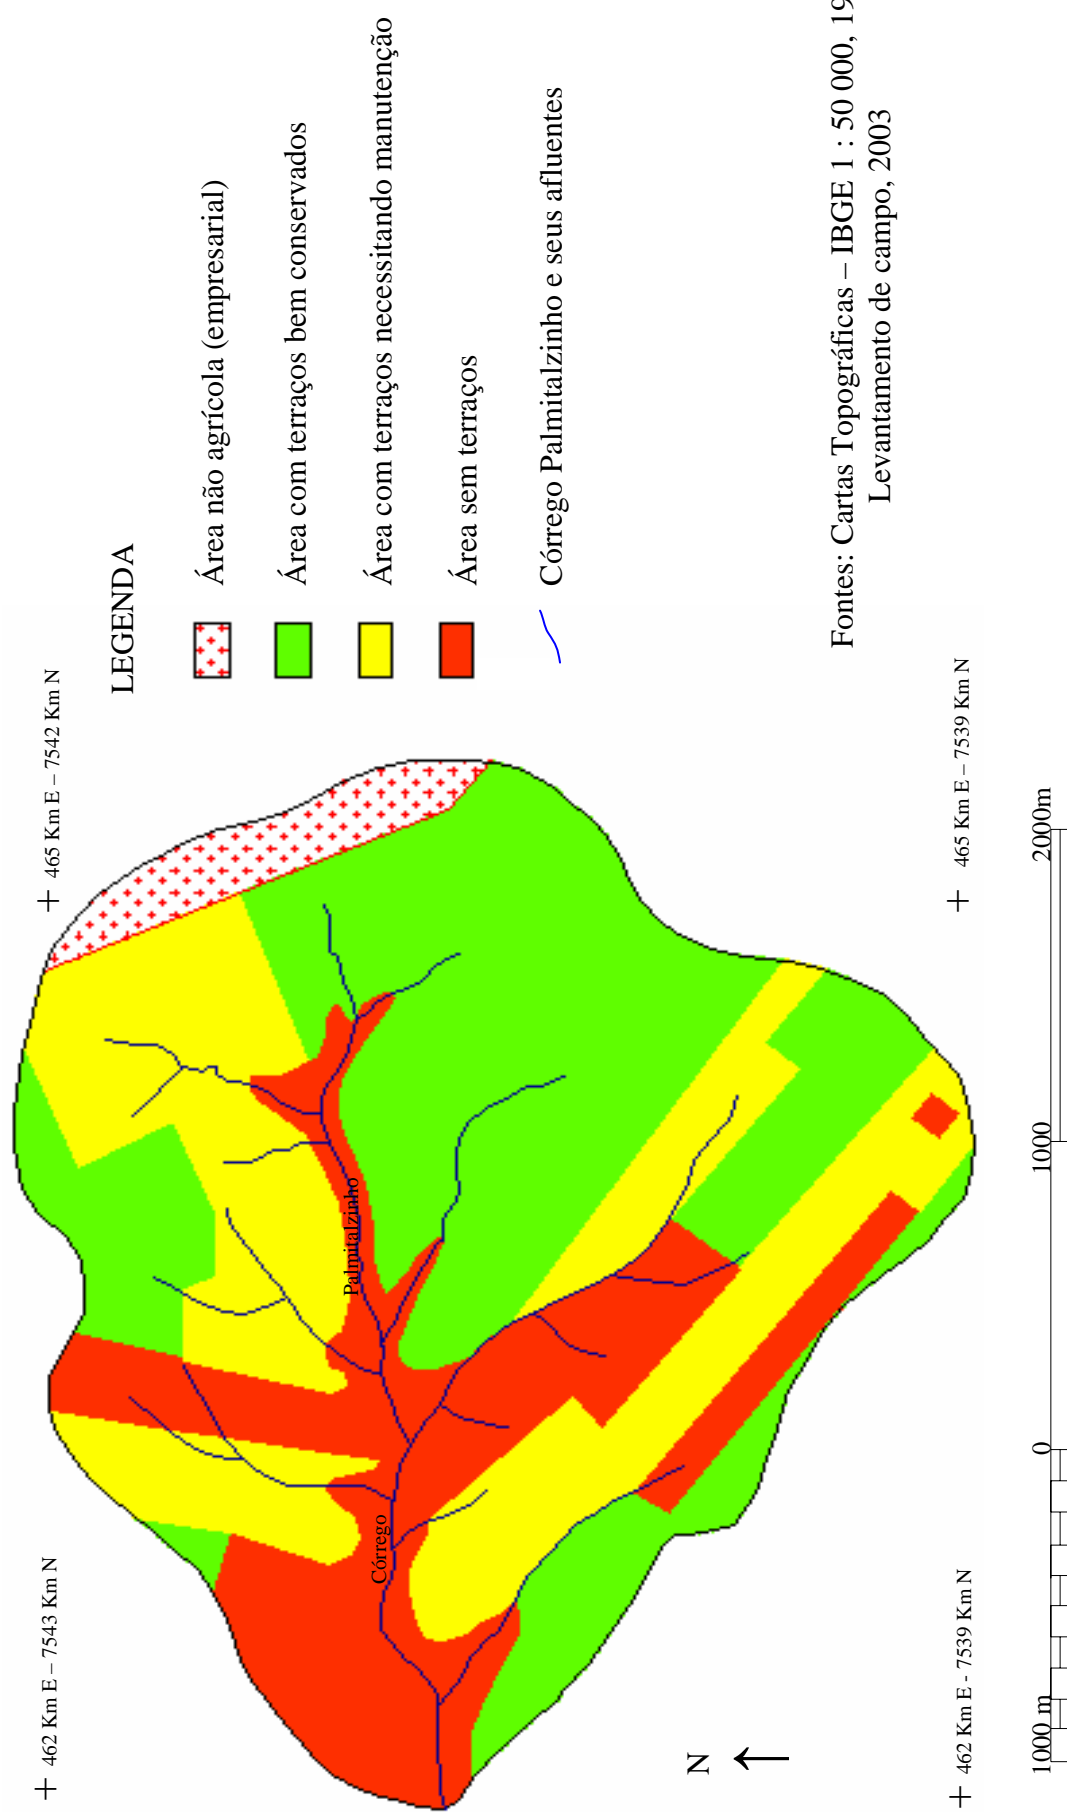 LEGENDA
Área não agrícola (empresarial)
Área com terraços bem conservados
Área com terraços necessitando manutenção
Área sem terraços
Córrego Palmitalzinho e seus afluentes
Fontes: Cartas Topográficas – IBGE 1 : 50 000, 19
Levantamento de campo, 2003
462 Km E – 7543 Km N
465 Km E – 7542 Km N
Córrego
Palmitalzinho
N
462 Km E - 7539 Km N
465 Km E – 7539 Km N
1000 m 0 1000 2000m